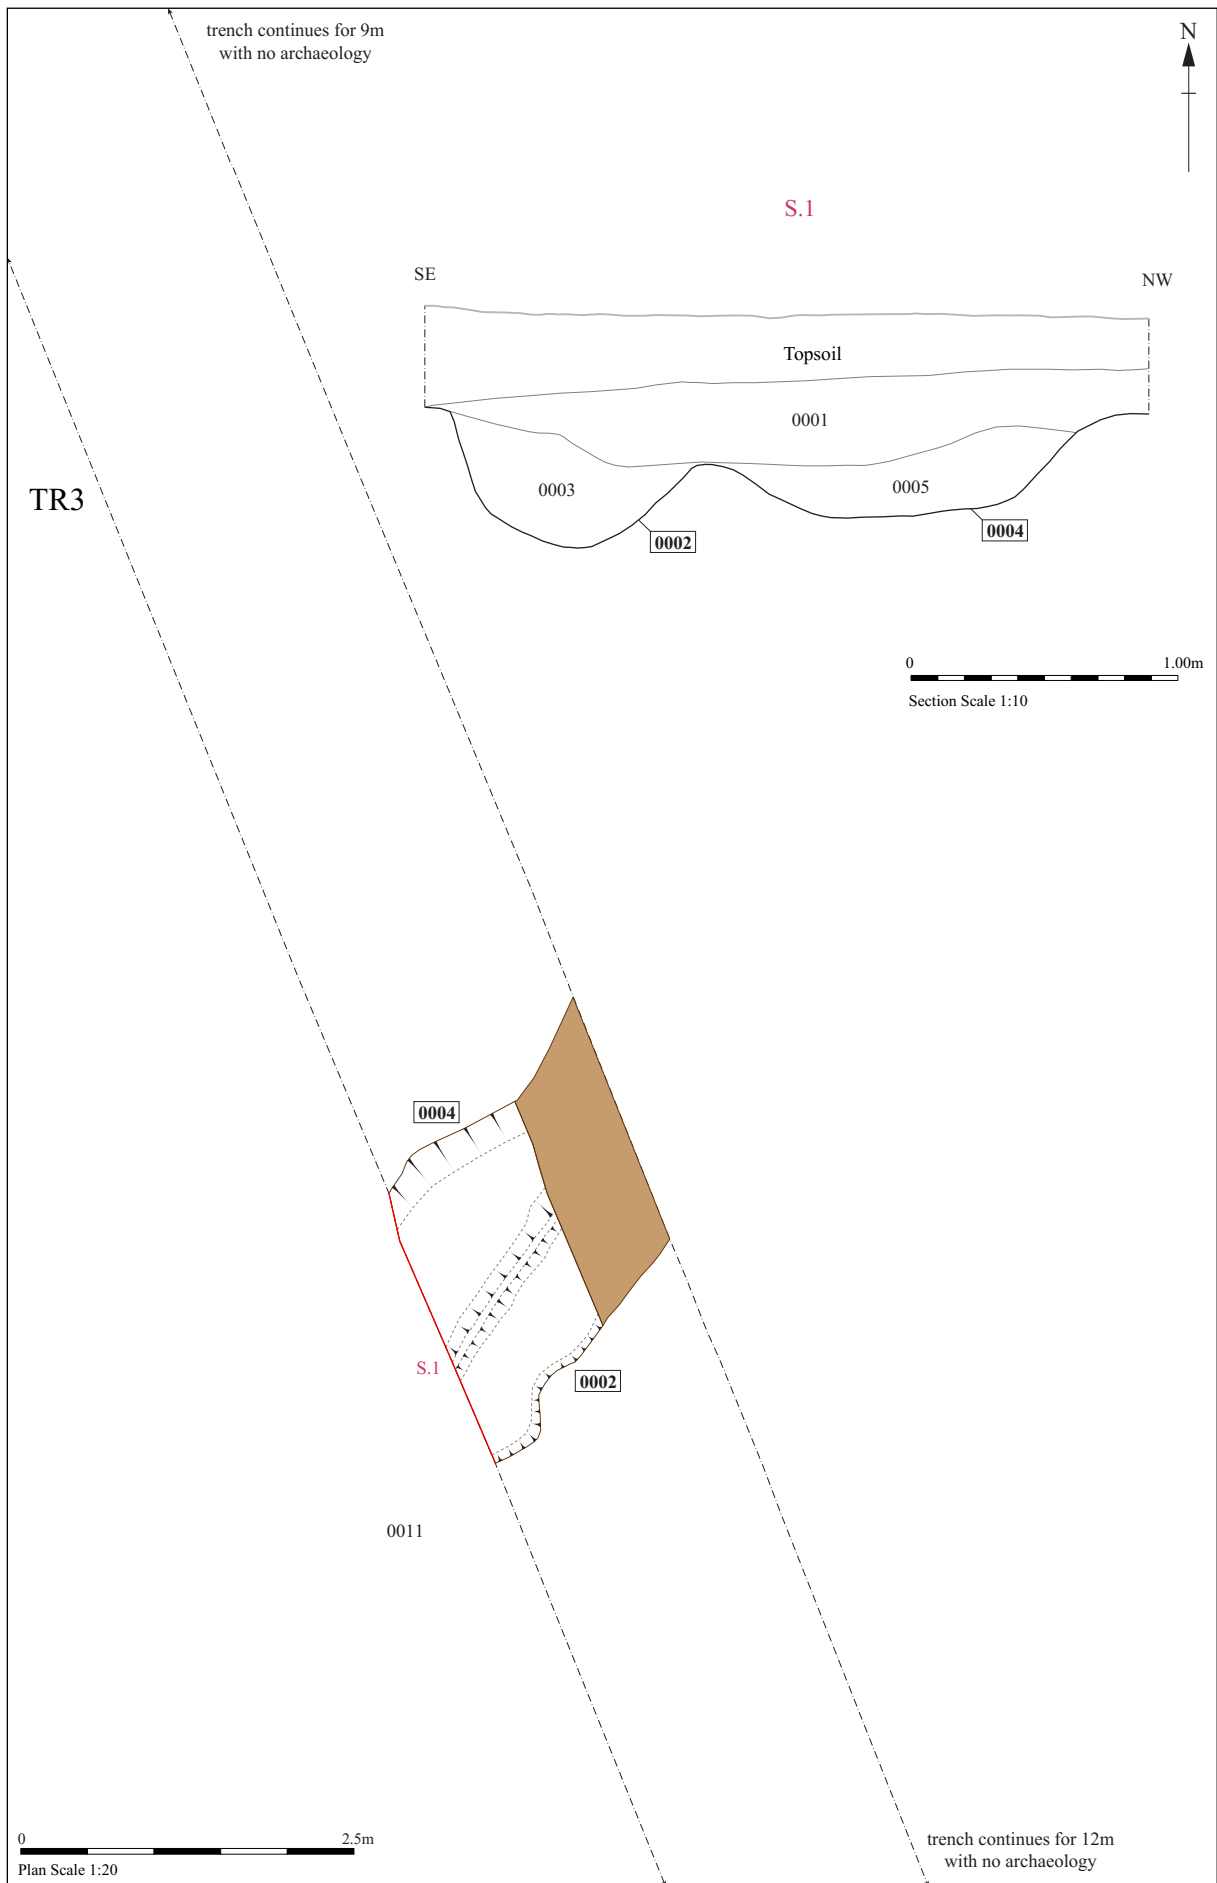 trench continues for 9m
with no archaeology
N
S.1
SE
NW
Topsoil
0001
0003
0005
0002
0004
TR3
0 1.00m
Section Scale 1:10
0004
S.1
0002
0011
0 2.5m
Plan Scale 1:20
trench continues for 12m
with no archaeology